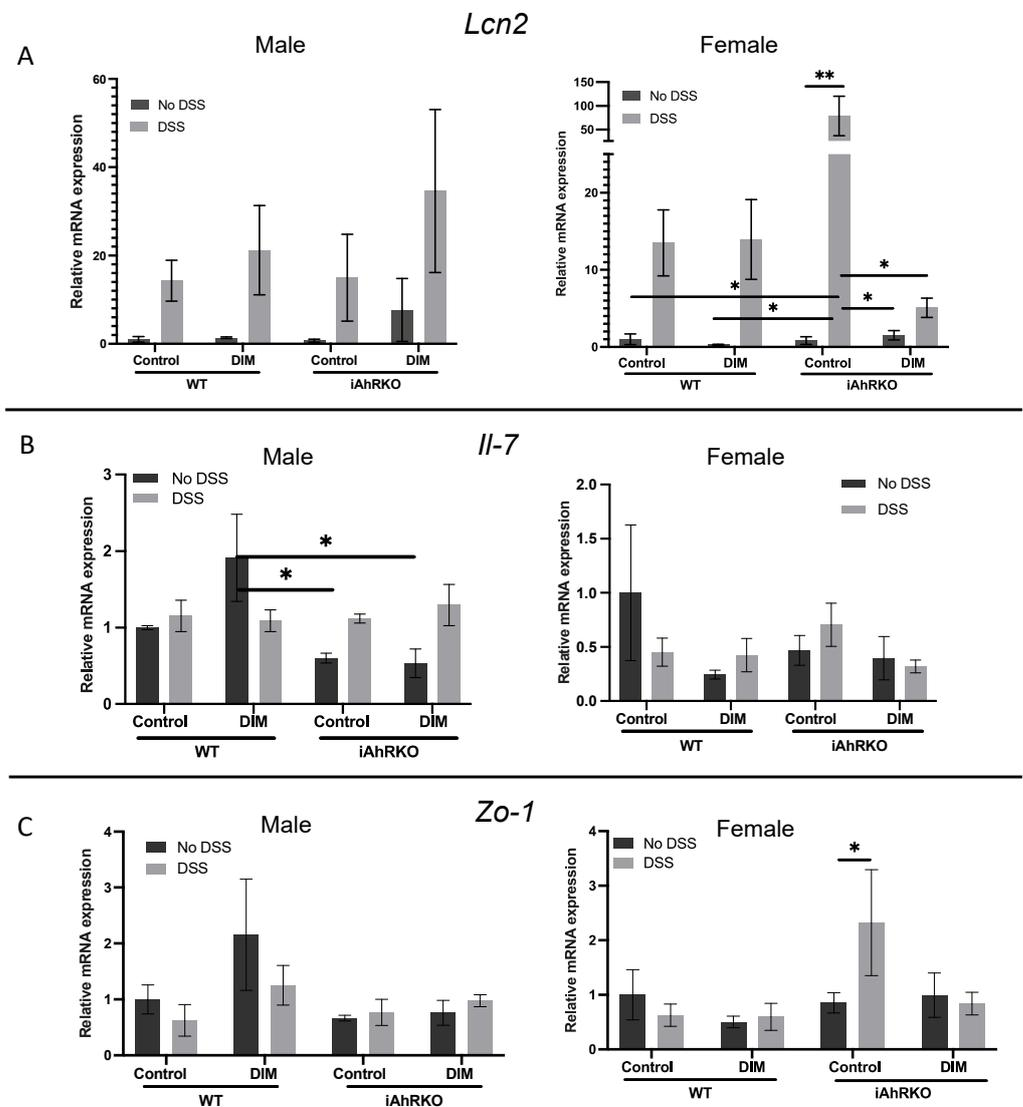 Lcn2
A
Male
Female
60
40
20
0
Relative mRNA expression
No DSS
DSS
Control
DIM
Control
DIM
WT
iAhRKO
150
100
50
20
10
0
Relative mRNA expression
No DSS
DSS
**
*
*
*
*
Control
DIM
Control
DIM
WT
iAhRKO
B
Il-7
Male
Female
3
2
1
0
Relative mRNA expression
No DSS
DSS
*
*
Control
DIM
Control
DIM
WT
iAhRKO
2.0
1.5
1.0
0.5
0.0
Relative mRNA expression
No DSS
DSS
Control
DIM
Control
DIM
WT
iAhRKO
C
Zo-1
Male
Female
4
3
2
1
0
Relative mRNA expression
No DSS
DSS
Control
DIM
Control
DIM
WT
iAhRKO
4
3
2
1
0
Relative mRNA expression
No DSS
DSS
*
Control
DIM
Control
DIM
WT
iAhRKO